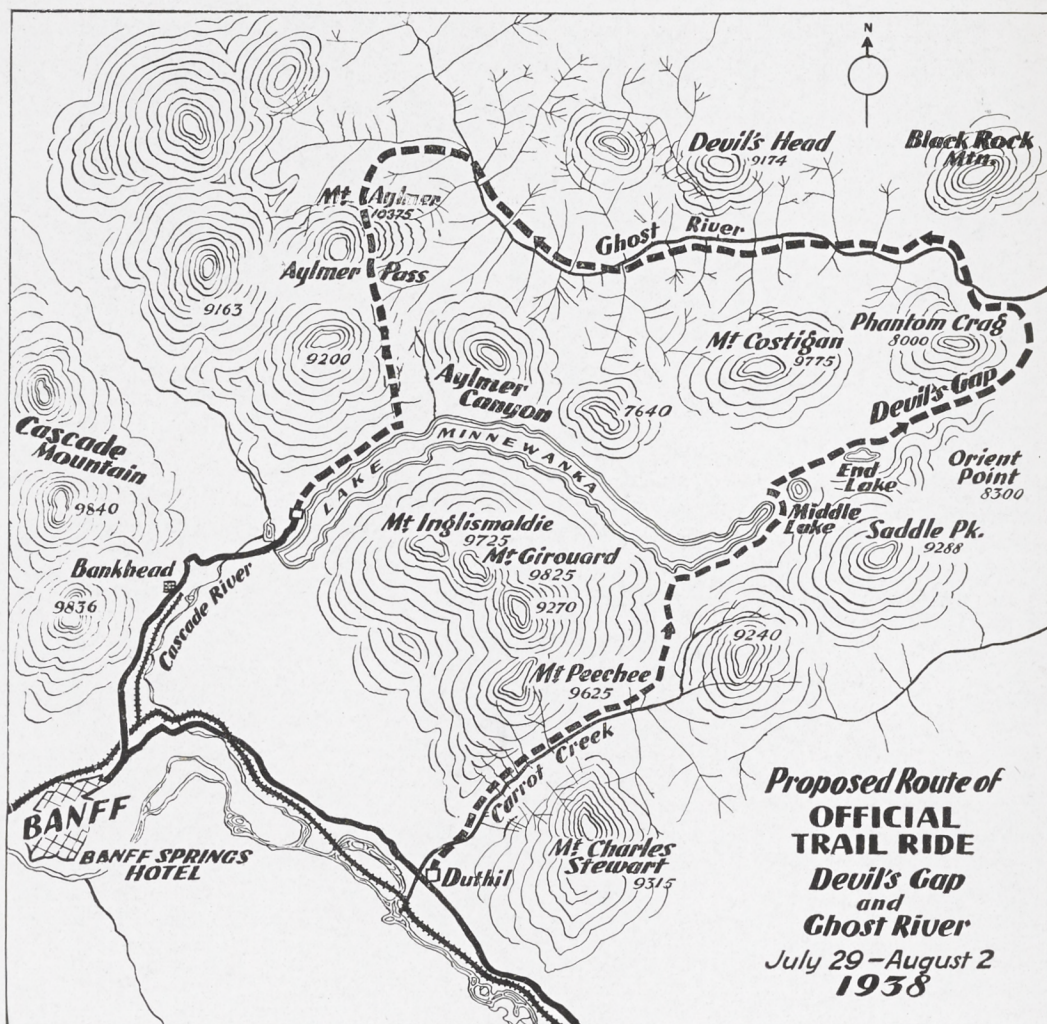 N
Devil's Head
9174
Black Rock
Mtn.
Mt Aylmer
10375
Ghost River
Aylmer Pass
9163
9200
Phantom Crag
8000
Mt Costigan
9775
Aylmer
Canyon
7640
Devil's Gap
Cascade
Mountain
LAKE MINNEWANKA
End
Lake
Orient
Point
8300
9840
Middle
Lake
Mt Inglismaldie
9725
Saddle Pk.
9288
Mt Girouard
9825
Bankhead
9836
Cascade River
9270
9240
Mt Peechee
9625
Carrot Creek
BANFF
BANFF SPRINGS
HOTEL
Duthil
Mt Charles
Stewart
9315
Proposed Route of
OFFICIAL
TRAIL RIDE
Devil's Gap
and
Ghost River
July 29-August 2
1938